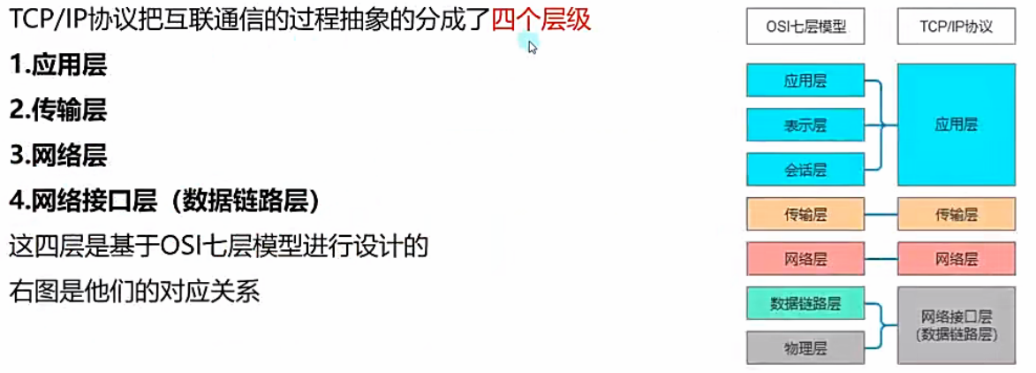 TCP/IP协议把互联通信的过程抽象的分成了四个层级
1.应用层
2.传输层
3.网络层
4.网络接口层（数据链路层）
这四层是基于OSI七层模型进行设计的
右图是他们的对应关系
OSI七层模型
TCP/IP协议
应用层
表示层
会话层
应用层
传输层
传输层
网络层
网络层
数据链路层
物理层
网络接口层
（数据链路层）